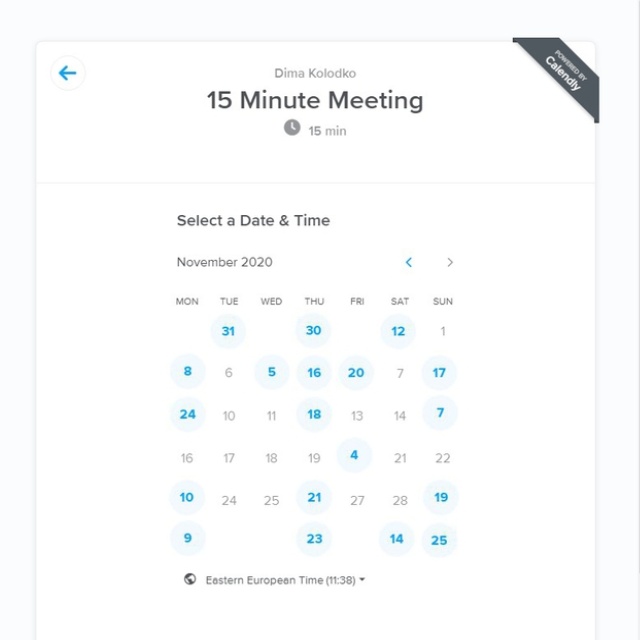 Dima Kolodko
15 Minute Meeting
15 min
POWERED BY
Calendly
Select a Date & Time
November 2020
MON TUE WED THU FRI SAT SUN
31 30 12 1
8 6 5 16 20 7 17
24 10 11 18 13 14 7
16 17 18 19 4 21 22
10 24 25 21 27 28 19
9 23 14 25
Eastern European Time (11:38)